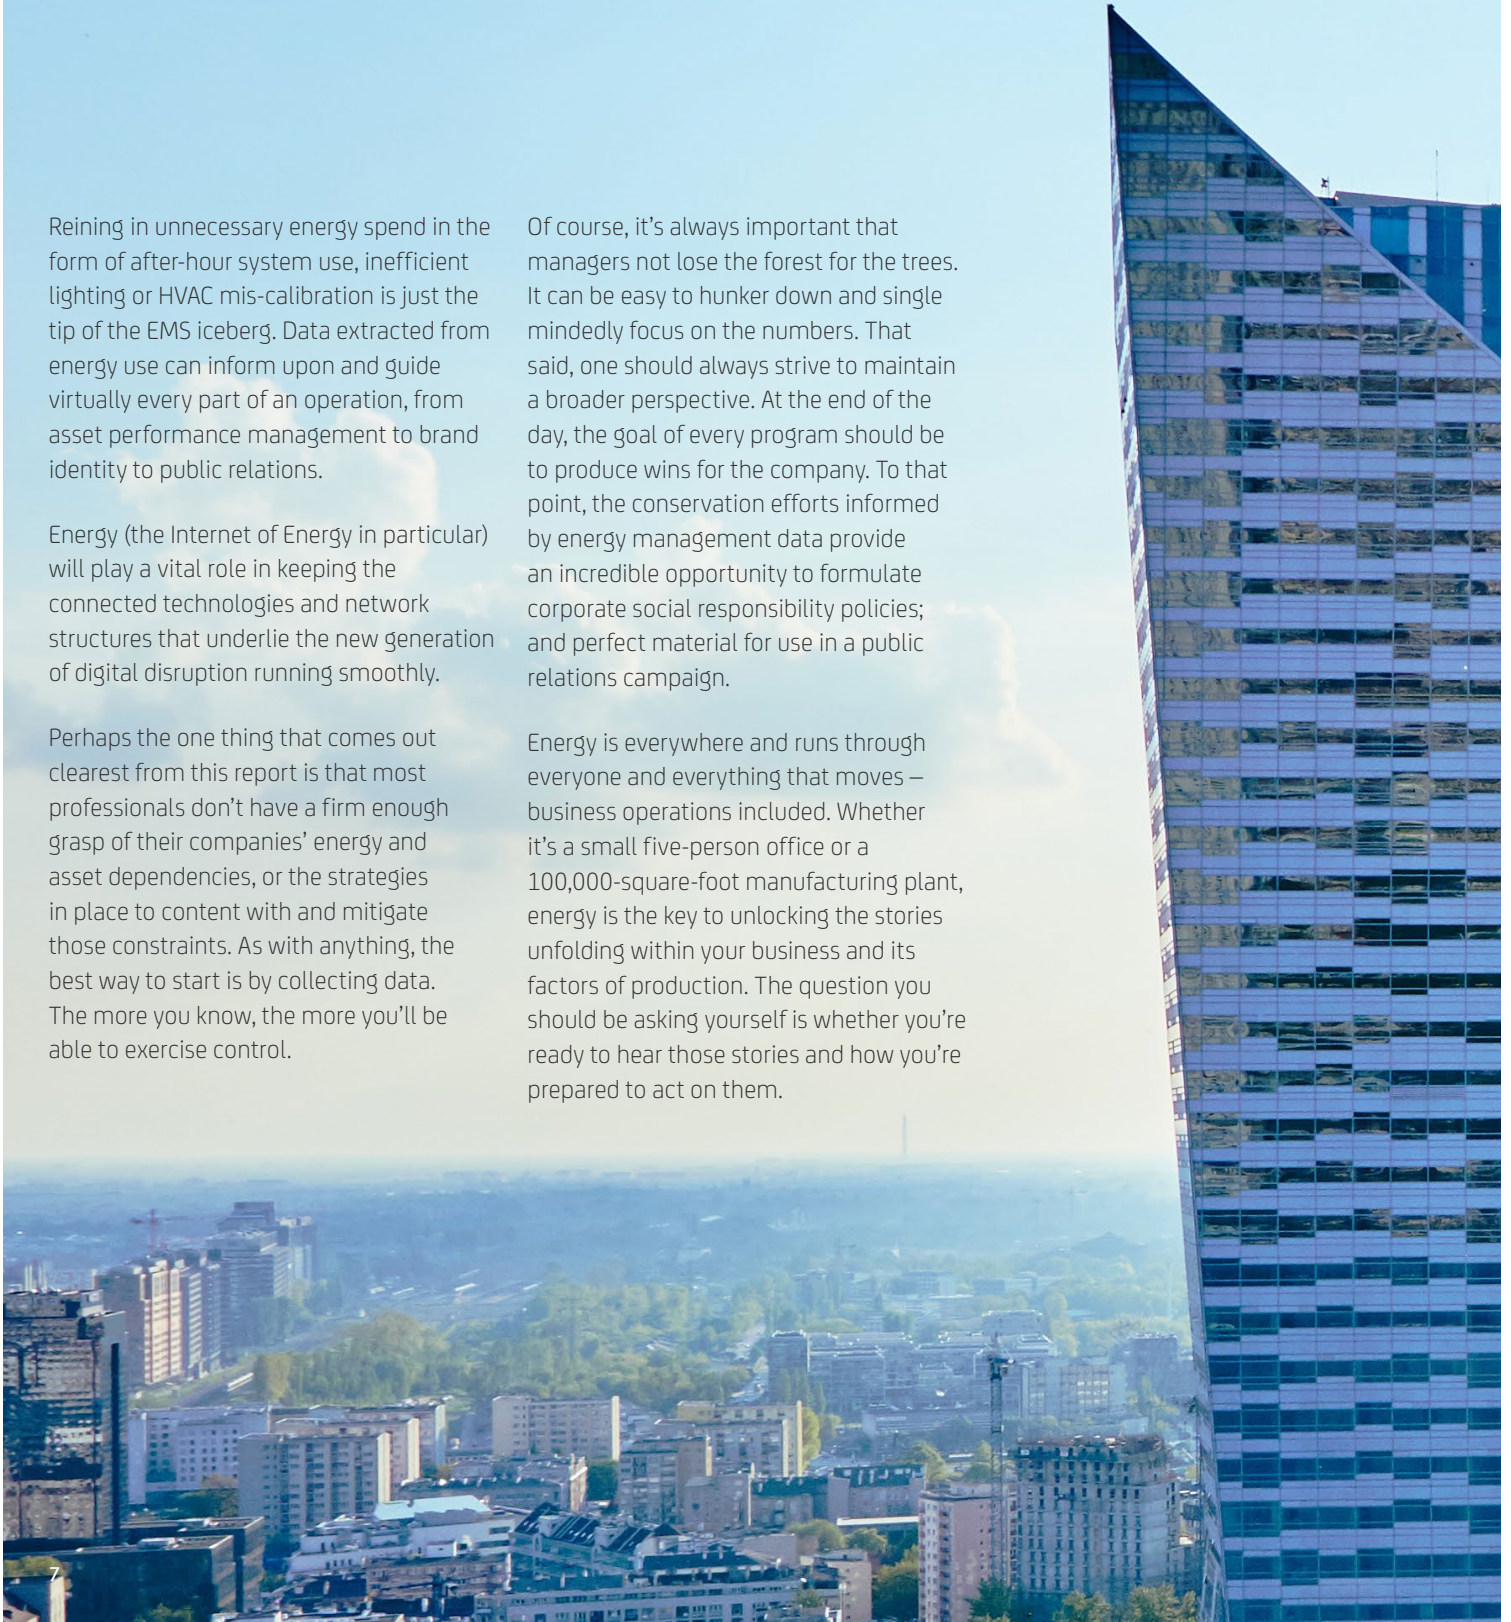 Reining in unnecessary energy spend in the
form of after-hour system use, inefficient
lighting or HVAC mis-calibration is just the
tip of the EMS iceberg. Data extracted from
energy use can inform upon and guide
virtually every part of an operation, from
asset performance management to brand
identity to public relations.
Energy (the Internet of Energy in particular)
will play a vital role in keeping the
connected technologies and network
structures that underlie the new generation
of digital disruption running smoothly.
Perhaps the one thing that comes out
clearest from this report is that most
professionals don’t have a firm enough
grasp of their companies’ energy and
asset dependencies, or the strategies
in place to content with and mitigate
those constraints. As with anything, the
best way to start is by collecting data.
The more you know, the more you’ll be
able to exercise control.
Of course, it’s always important that
managers not lose the forest for the trees.
It can be easy to hunker down and single
mindedly focus on the numbers. That
said, one should always strive to maintain
a broader perspective. At the end of the
day, the goal of every program should be
to produce wins for the company. To that
point, the conservation efforts informed
by energy management data provide
an incredible opportunity to formulate
corporate social responsibility policies;
and perfect material for use in a public
relations campaign.
Energy is everywhere and runs through
everyone and everything that moves –
business operations included. Whether
it’s a small five-person office or a
100,000-square-foot manufacturing plant,
energy is the key to unlocking the stories
unfolding within your business and its
factors of production. The question you
should be asking yourself is whether you’re
ready to hear those stories and how you’re
prepared to act on them.
7